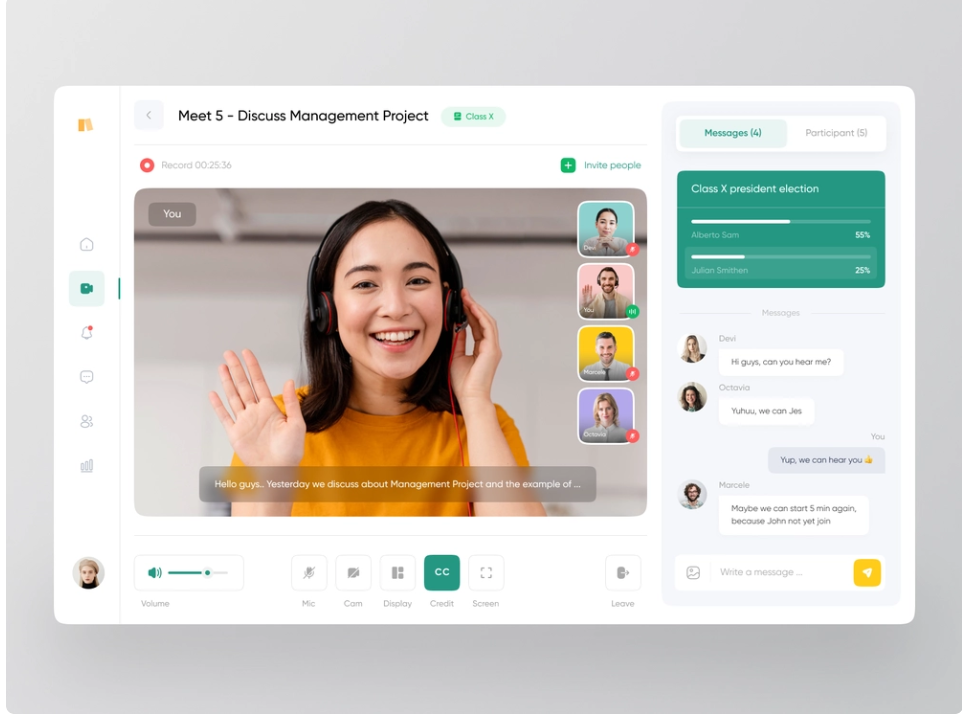 Meet 5 - Discuss Management Project
Class X
Record 00:25:36
Invite people
You
Devi
You
Marcele
Octavia
Hello guys.. Yesterday we discuss about Management Project and the example of ...
Volume
Mic
Cam
Display
CC
Credit
Screen
Leave
Messages (4)
Participant (5)
Class X president election
Alberto Sam
55%
Julian Smithen
25%
Messages
Devi
Hi guys, can you hear me?
Octavia
Yuhuu, we can Jes
You
Yup, we can hear you 👍
Marcele
Maybe we can start 5 min again,
because John not yet join
Write a message ...